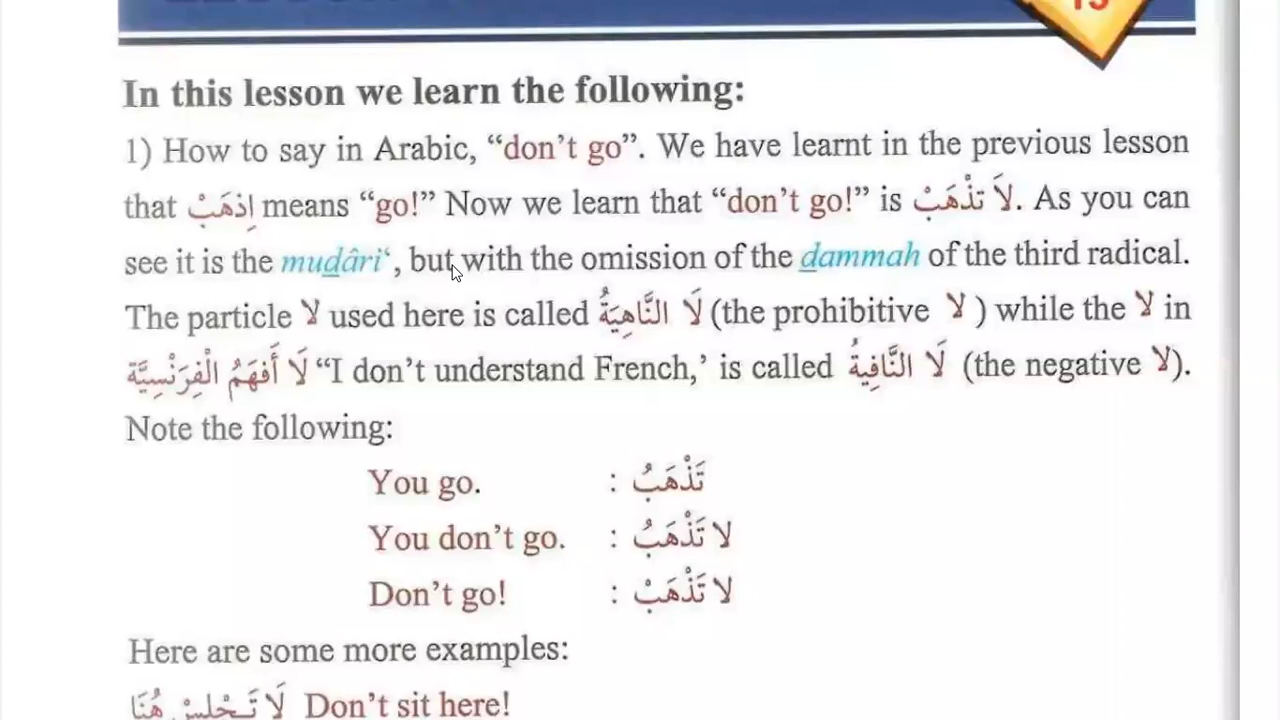 In this lesson we learn the following:
1) How to say in Arabic, “don’t go”. We have learnt in the previous lesson
that اِذْهَبْ means “go!” Now we learn that “don’t go!” is لَا تَذْهَبْ. As you can
see it is the mudâri‘, but with the omission of the dammah of the third radical.
The particle لا used here is called لَا النَّاهِيَةُ (the prohibitive لا ) while the لا in
لَا أَفهَمُ الْفِرَنْسِيَّة “I don’t understand French,’ is called لَا النَّافِيةُ (the negative لا).
Note the following:
You go. : تَذْهَبُ
You don’t go. : لا تَذْهَبُ
Don’t go! : لا تَذْهَبْ
Here are some more examples:
لَا تَـجْلِسْ هُنَا Don’t sit here!